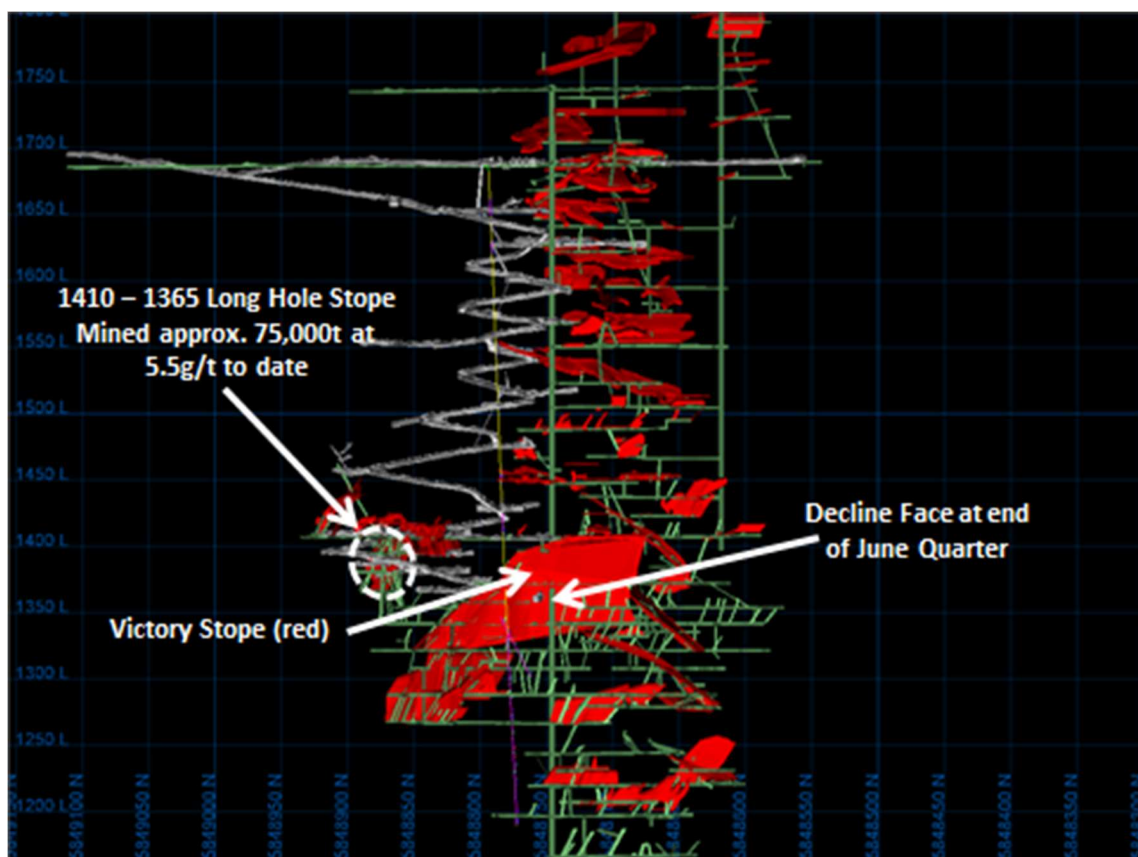 1750 L
1700 L
1650 L
1600 L
1410 – 1365 Long Hole Stope
Mined approx. 75,000t at
5.5g/t to date
1550 L
1500 L
1450 L
1400 L
Decline Face at end
of June Quarter
1350 L
Victory Stope (red)
1300 L
1250 L
1200 L
5849100 N
5849050 N
5849000 N
5848950 N
5848900 N
5848850 N
5848800 N
5848550 N
5848500 N
5848450 N
5848400 N
5848350 N